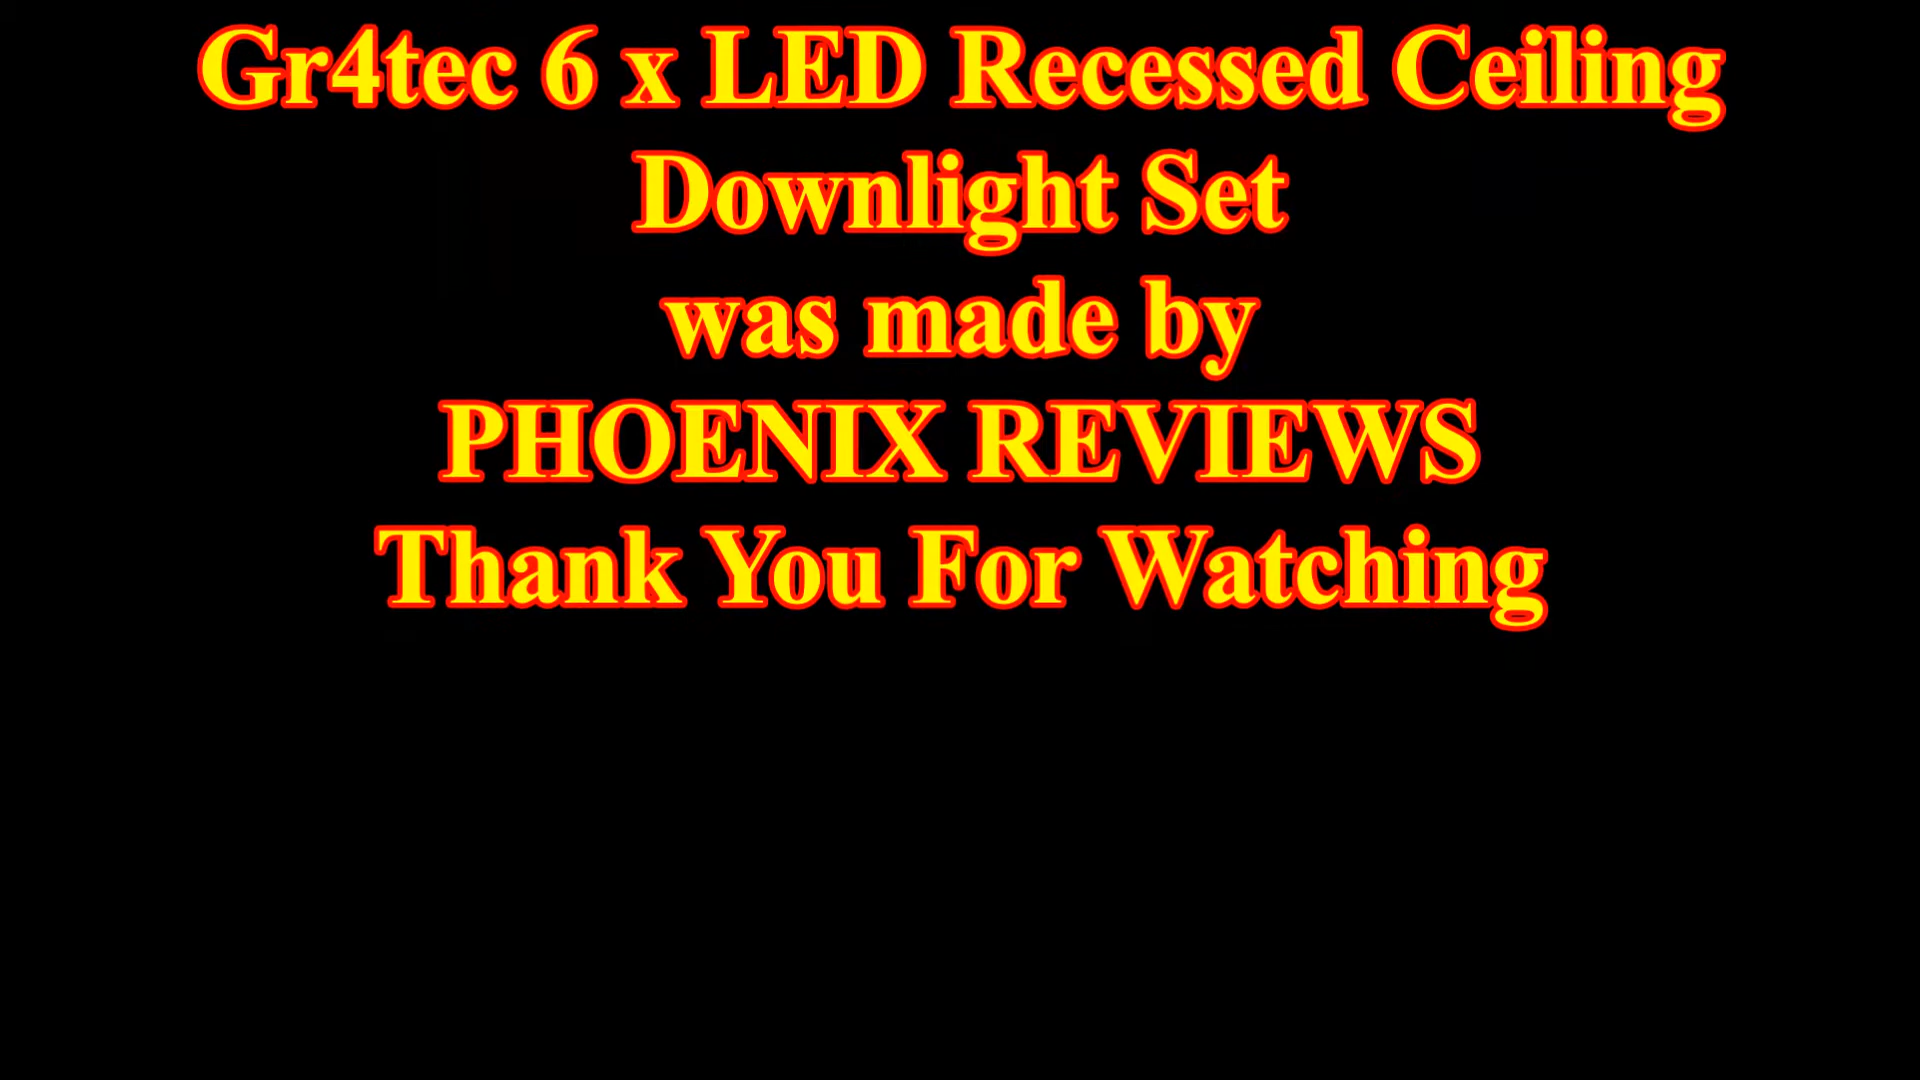 Gr4tec 6 x LED Recessed Ceiling
Downlight Set
was made by
PHOENIX REVIEWS
Thank You For Watching